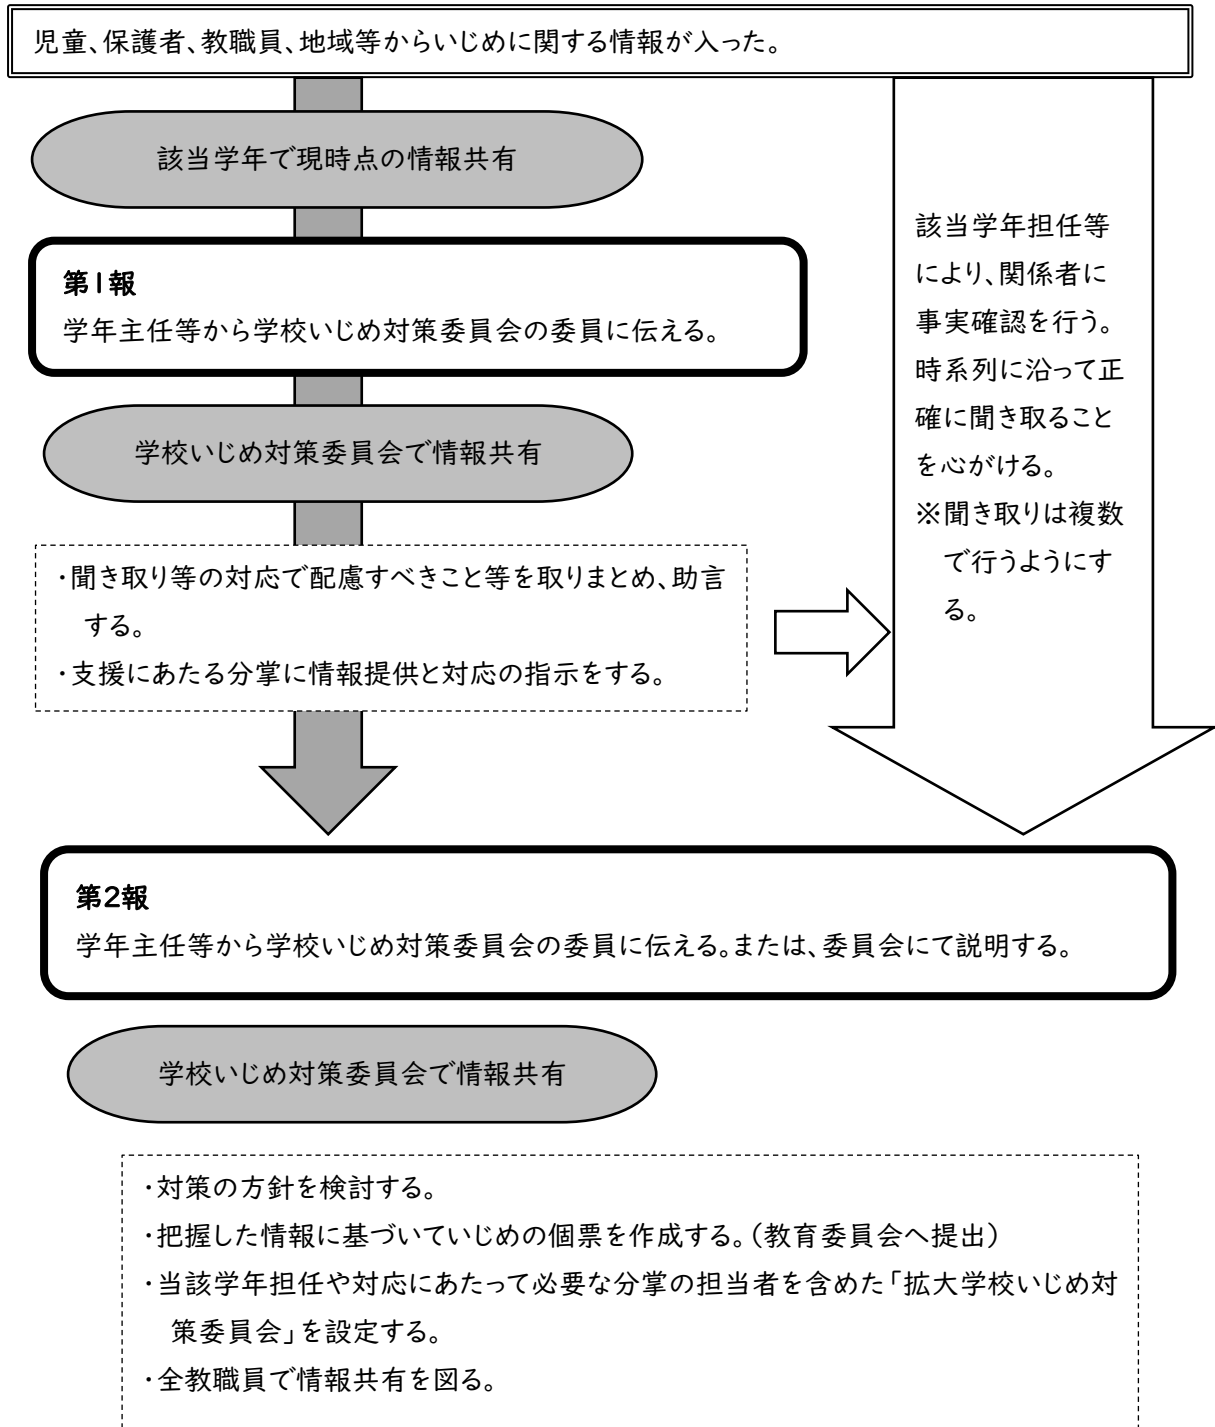 児童、保護者、教職員、地域等からいじめに関する情報が入った。
該当学年で現時点の情報共有
第1報
学年主任等から学校いじめ対策委員会の委員に伝える。
学校いじめ対策委員会で情報共有
・聞き取り等の対応で配慮すべきこと等を取りまとめ、助言
する。
・支援にあたる分掌に情報提供と対応の指示をする。
該当学年担任等
により、関係者に
事実確認を行う。
時系列に沿って正
確に聞き取ること
を心がける。
※聞き取りは複数
で行うようにす
る。
第2報
学年主任等から学校いじめ対策委員会の委員に伝える。または、委員会にて説明する。
学校いじめ対策委員会で情報共有
・対策の方針を検討する。
・把握した情報に基づいていじめの個票を作成する。(教育委員会へ提出)
・当該学年担任や対応にあたって必要な分掌の担当者を含めた「拡大学校いじめ対
策委員会」を設定する。
・全教職員で情報共有を図る。